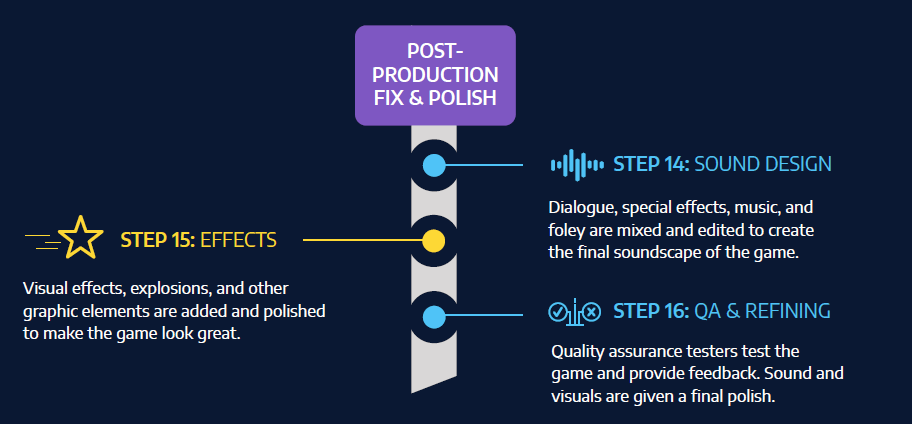 POST-
PRODUCTION
FIX & POLISH
STEP 14: SOUND DESIGN
Dialogue, special effects, music, and
foley are mixed and edited to create
the final soundscape of the game.
STEP 15: EFFECTS
Visual effects, explosions, and other
graphic elements are added and polished
to make the game look great.
STEP 16: QA & REFINING
Quality assurance testers test the
game and provide feedback. Sound and
visuals are given a final polish.